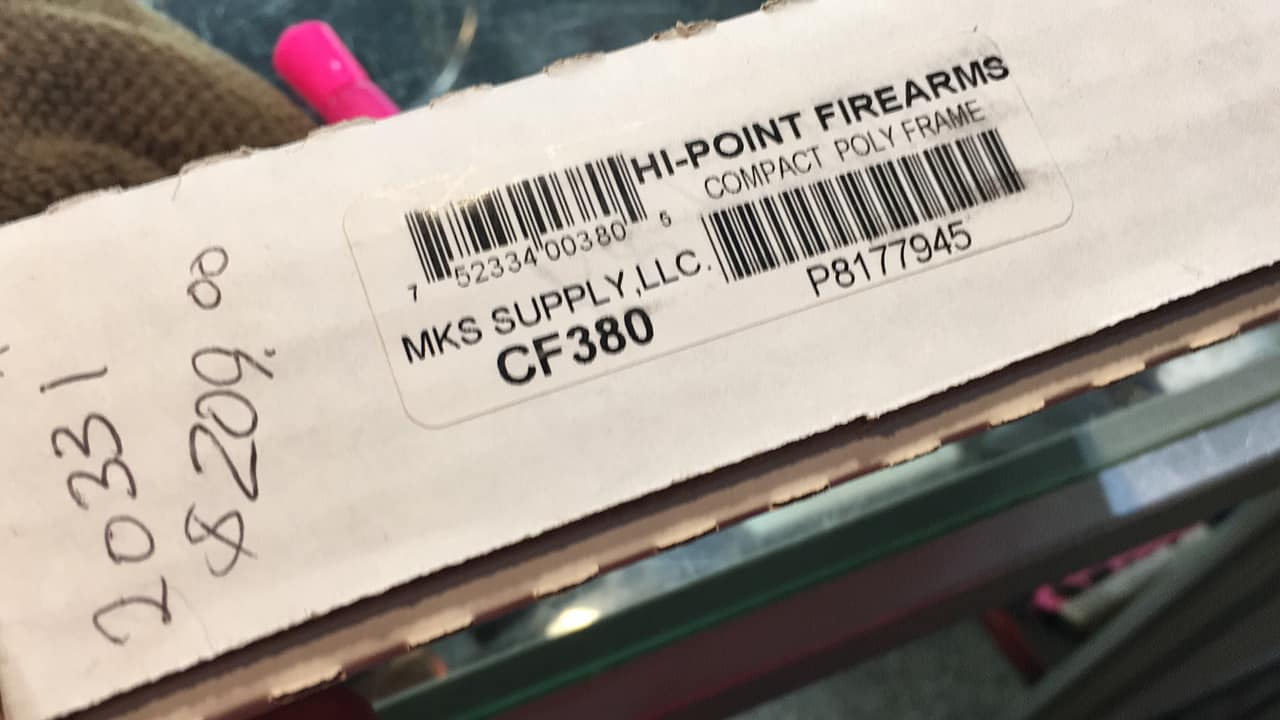 HI-POINT FIREARMS
COMPACT POLY FRAME
7 52334 00380 5
P8177945
MKS SUPPLY,LLC.
CF380
20331
$209.00